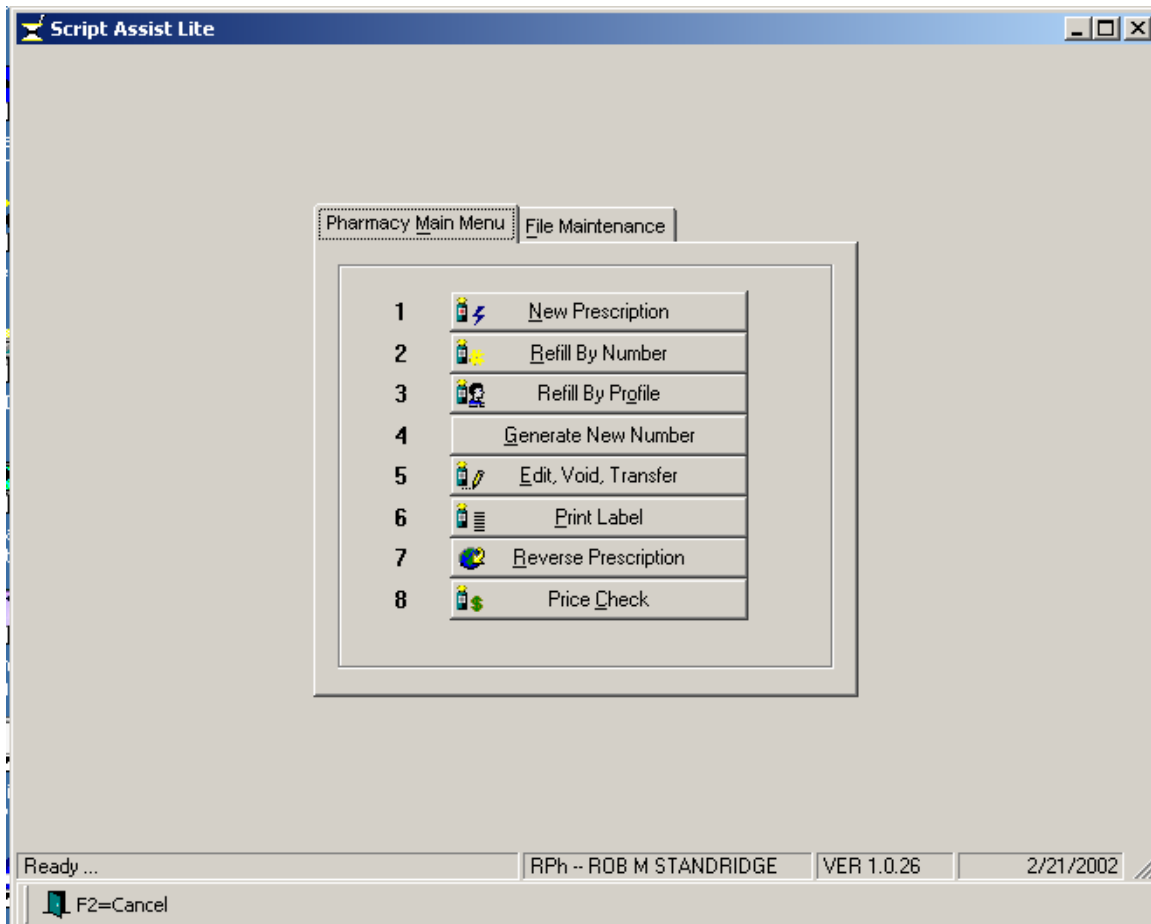 Script Assist Lite
Pharmacy Main Menu File Maintenance
1 New Prescription
2 Refill By Number
3 Refill By Profile
4 Generate New Number
5 Edit, Void, Transfer
6 Print Label
7 Reverse Prescription
8 Price Check
Ready ... RPh -- ROB M STANDRIDGE VER 1.0.26 2/21/2002
F2=Cancel